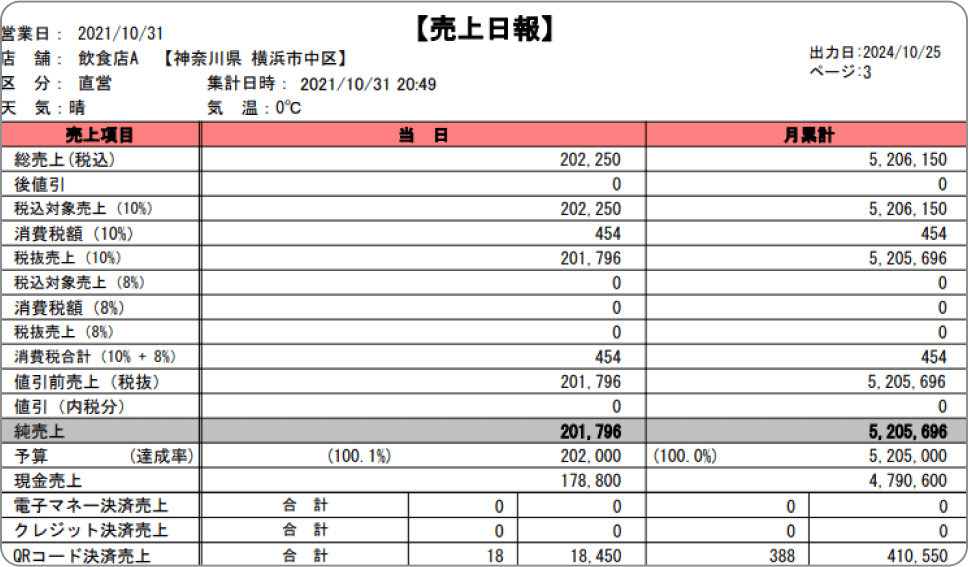 【売上日報】
営業日： 2021/10/31
店　舗： 飲食店A 【神奈川県 横浜市中区】
出力日:2024/10/25
区　分： 直営 集計日時： 2021/10/31 20:49
ページ:3
天　気：晴 気　温：0℃
売上項目 当　日 月累計
総売上(税込) 202,250 5,206,150
後値引 0 0
税込対象売上 (10%) 202,250 5,206,150
消費税額 (10%) 454 454
税抜売上 (10%) 201,796 5,205,696
税込対象売上 (8%) 0 0
消費税額 (8%) 0 0
税抜売上 (8%) 0 0
消費税合計 (10% + 8%) 454 454
値引前売上 (税抜) 201,796 5,205,696
値引 (内税分) 0 0
純売上 201,796 5,205,696
予算 (達成率) (100.1%) 202,000 (100.0%) 5,205,000
現金売上 178,800 4,790,600
電子マネー決済売上 合　計 0 0 0 0
クレジット決済売上 合　計 0 0 0 0
QRコード決済売上 合　計 18 18,450 388 410,550